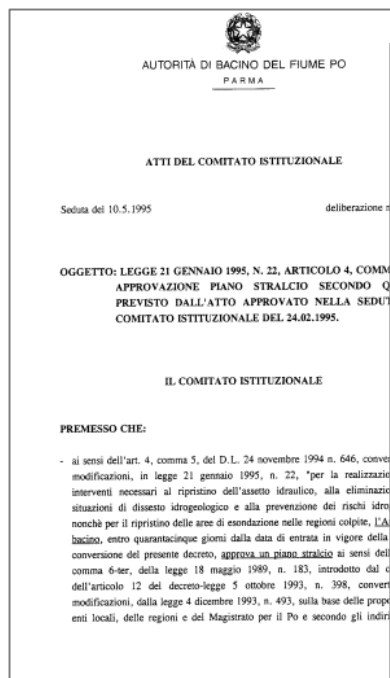 AUTORITÀ DI BACINO DEL FIUME PO
PARMA
ATTI DEL COMITATO ISTITUZIONALE
Seduta del 10.5.1995 deliberazione n
OGGETTO: LEGGE 21 GENNAIO 1995, N. 22, ARTICOLO 4, COMM
APPROVAZIONE PIANO STRALCIO SECONDO Q
PREVISTO DALL'ATTO APPROVATO NELLA SEDUT
COMITATO ISTITUZIONALE DEL 24.02.1995.
IL COMITATO ISTITUZIONALE
PREMESSO CHE:
- ai sensi dell'art. 4, comma 5, del D.L. 24 novembre 1994 n. 646, conver
modificazioni, in legge 21 gennaio 1995, n. 22, "per la realizzazio
interventi necessari al ripristino dell'assetto idraulico, alla eliminazio
situazioni di dissesto idrogeologico e alla prevenzione dei rischi idro
nonchè per il ripristino delle aree di esondazione nelle regioni colpite, l'A
bacino, entro quarantacinque giorni dalla data di entrata in vigore della
conversione del presente decreto, approva un piano stralcio ai sensi dell
comma 6-ter, della legge 18 maggio 1989, n. 183, introdotto dal c
dell'articolo 12 del decreto-legge 5 ottobre 1993, n. 398, convert
modificazioni, dalla legge 4 dicembre 1993, n. 493, sulla base delle propo
enti locali, delle regioni e del Magistrato per il Po e secondo gli indiri